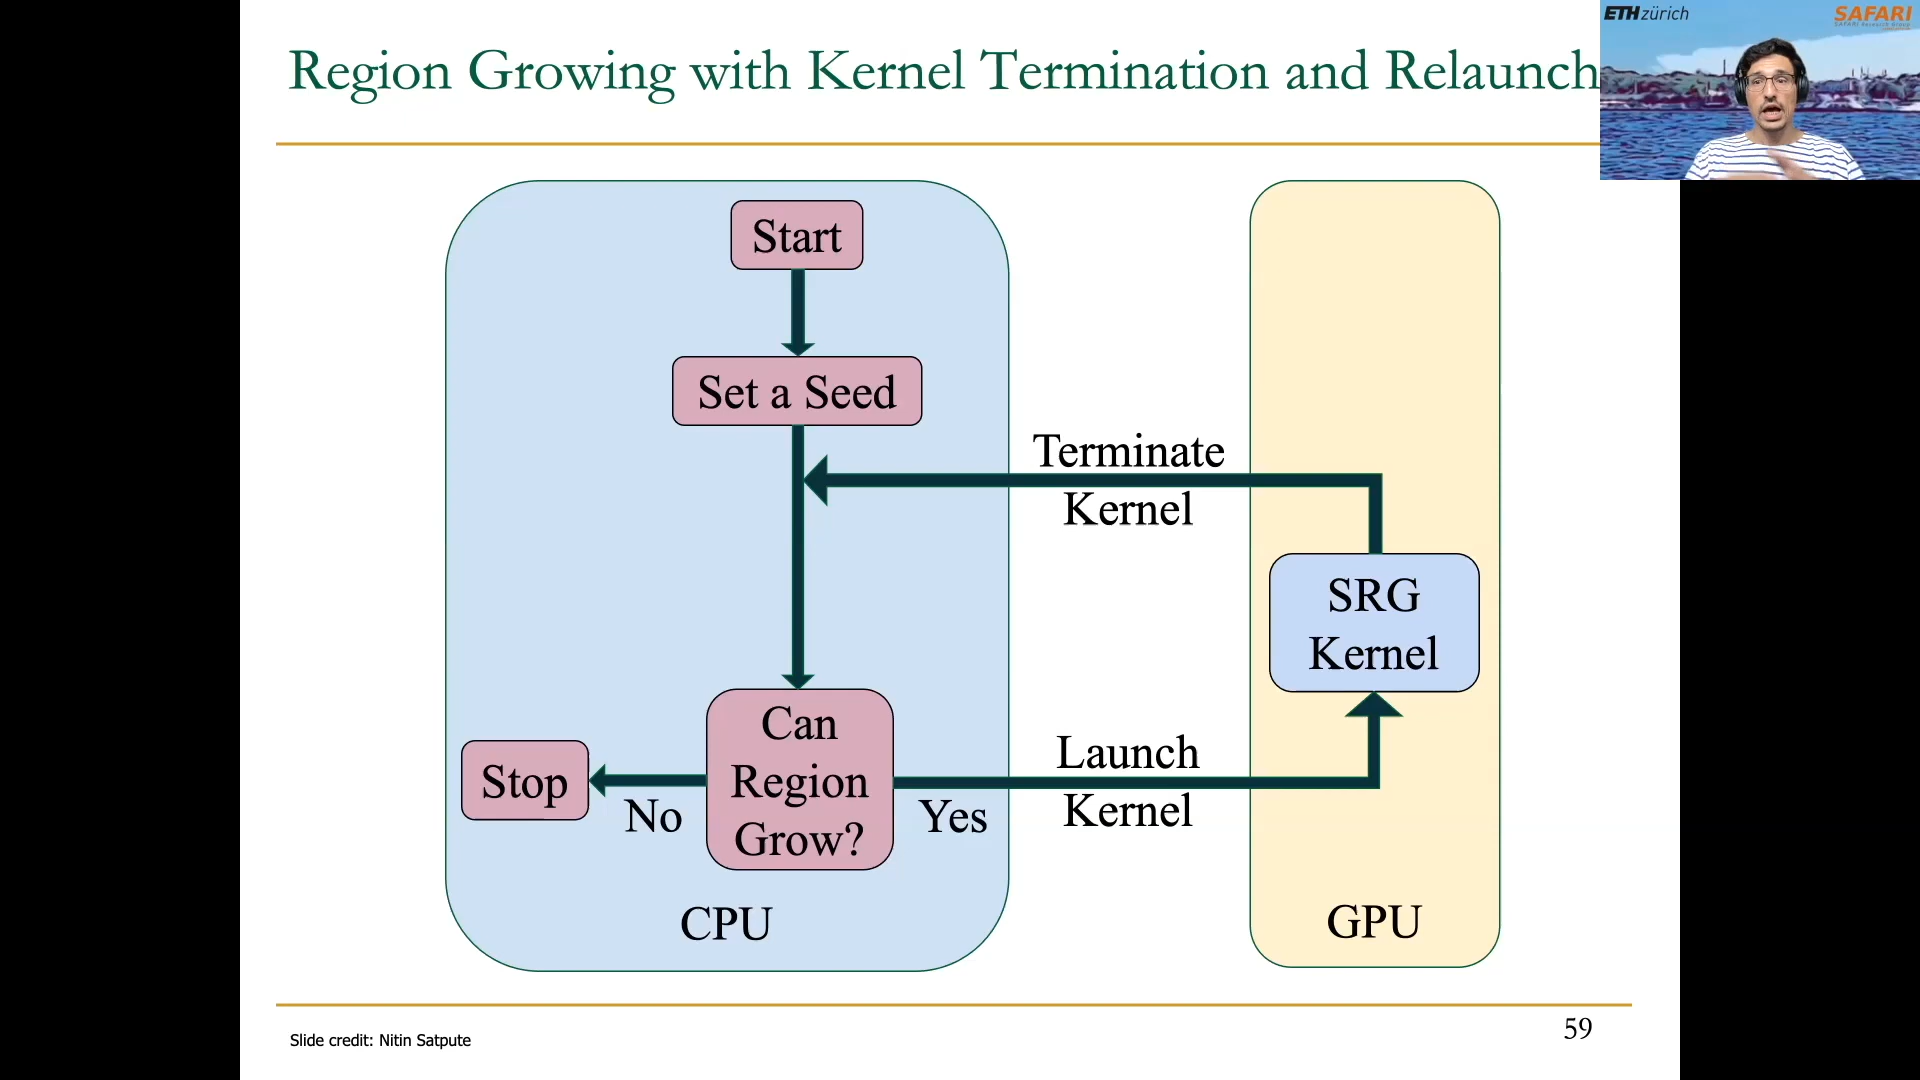 Region Growing with Kernel Termination and Relaunch
ETH zürich
SAFARI
Start
Set a Seed
Terminate
Kernel
SRG
Kernel
Can
Region
Grow?
Stop
No
Yes
Launch
Kernel
CPU
GPU
Slide credit: Nitin Satpute
59